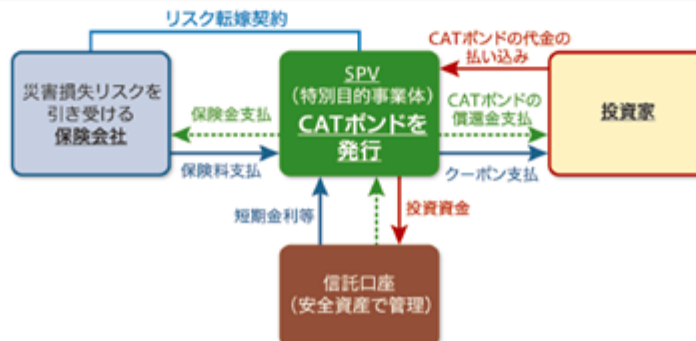 リスク転嫁契約
災害損失リスクを
引き受ける
保険会社
保険金支払
保険料支払
SPV
(特別目的事業体)
CATボンドを
発行
CATボンドの代金の
払い込み
CATボンドの
償還金支払
クーポン支払
投資家
短期金利等
投資資金
信託口座
(安全資産で管理)